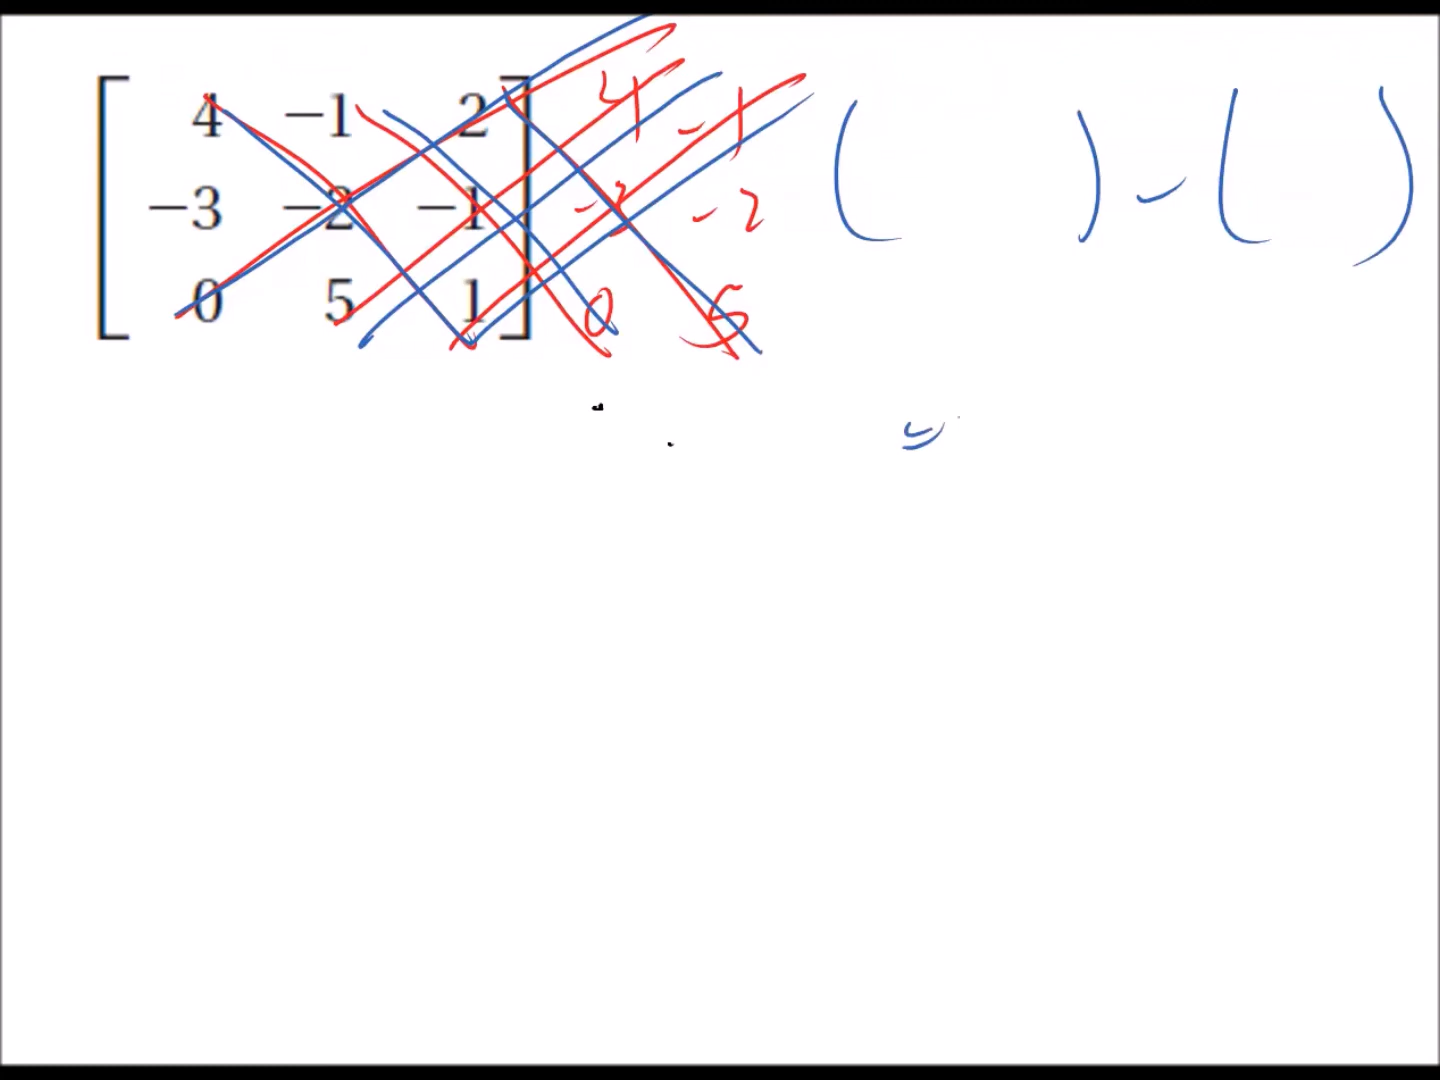 [ 4 −1 2 ] 4 -1 ( ) - ( )
−3 −2 −1 -3 -2
0 5 1 0 5
=